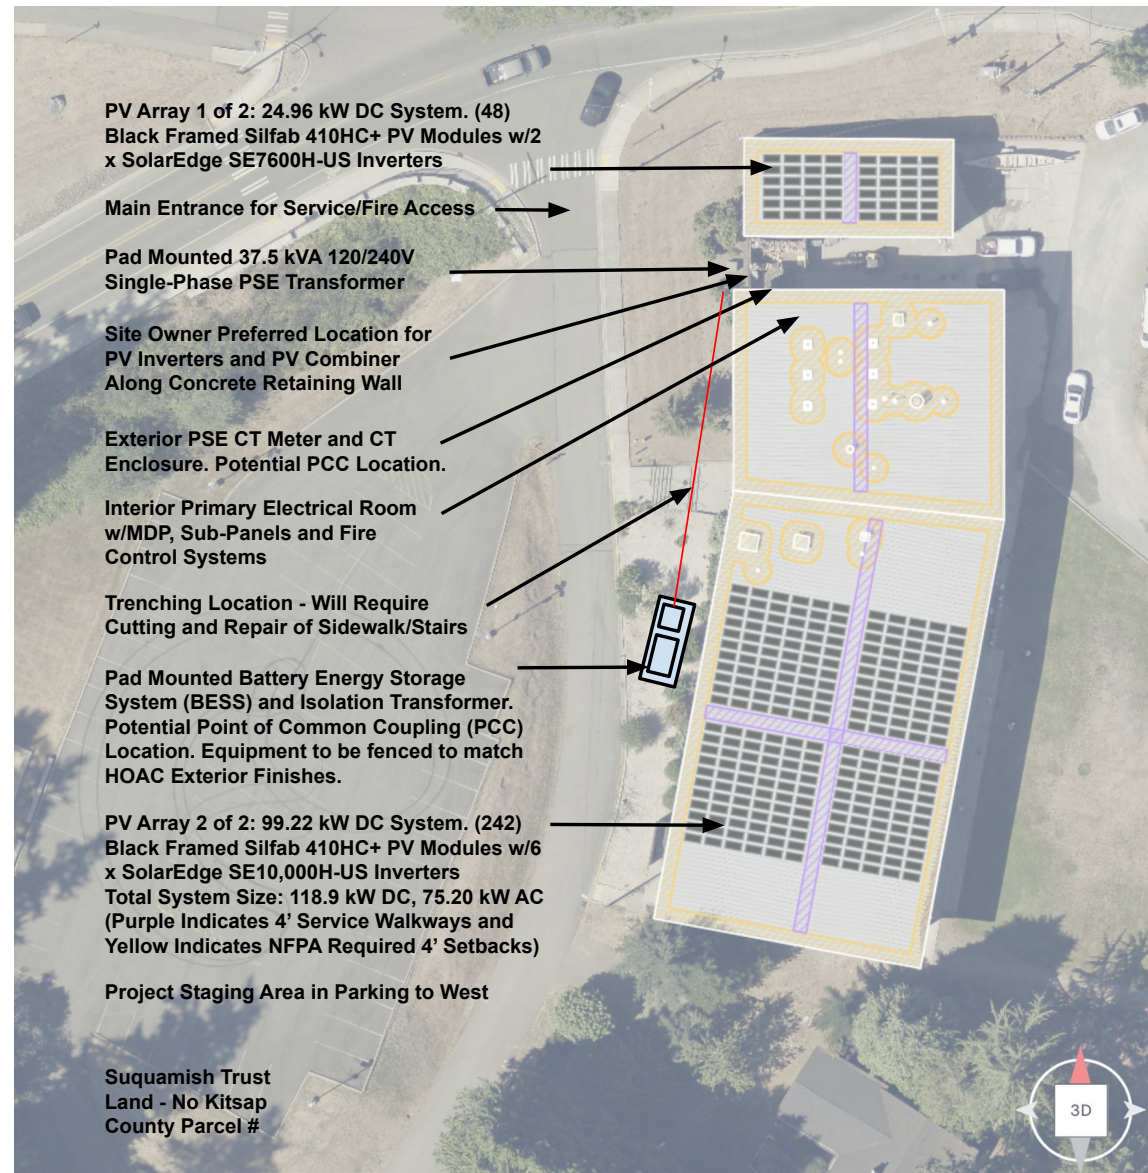 PV Array 1 of 2: 24.96 kW DC System. (48)
Black Framed Silfab 410HC+ PV Modules w/2
x SolarEdge SE7600H-US Inverters
Main Entrance for Service/Fire Access
Pad Mounted 37.5 kVA 120/240V
Single-Phase PSE Transformer
Site Owner Preferred Location for
PV Inverters and PV Combiner
Along Concrete Retaining Wall
Exterior PSE CT Meter and CT
Enclosure. Potential PCC Location.
Interior Primary Electrical Room
w/MDP, Sub-Panels and Fire
Control Systems
Trenching Location - Will Require
Cutting and Repair of Sidewalk/Stairs
Pad Mounted Battery Energy Storage
System (BESS) and Isolation Transformer.
Potential Point of Common Coupling (PCC)
Location. Equipment to be fenced to match
HOAC Exterior Finishes.
PV Array 2 of 2: 99.22 kW DC System. (242)
Black Framed Silfab 410HC+ PV Modules w/6
x SolarEdge SE10,000H-US Inverters
Total System Size: 118.9 kW DC, 75.20 kW AC
(Purple Indicates 4’ Service Walkways and
Yellow Indicates NFPA Required 4’ Setbacks)
Project Staging Area in Parking to West
Suquamish Trust
Land - No Kitsap
County Parcel #
3D